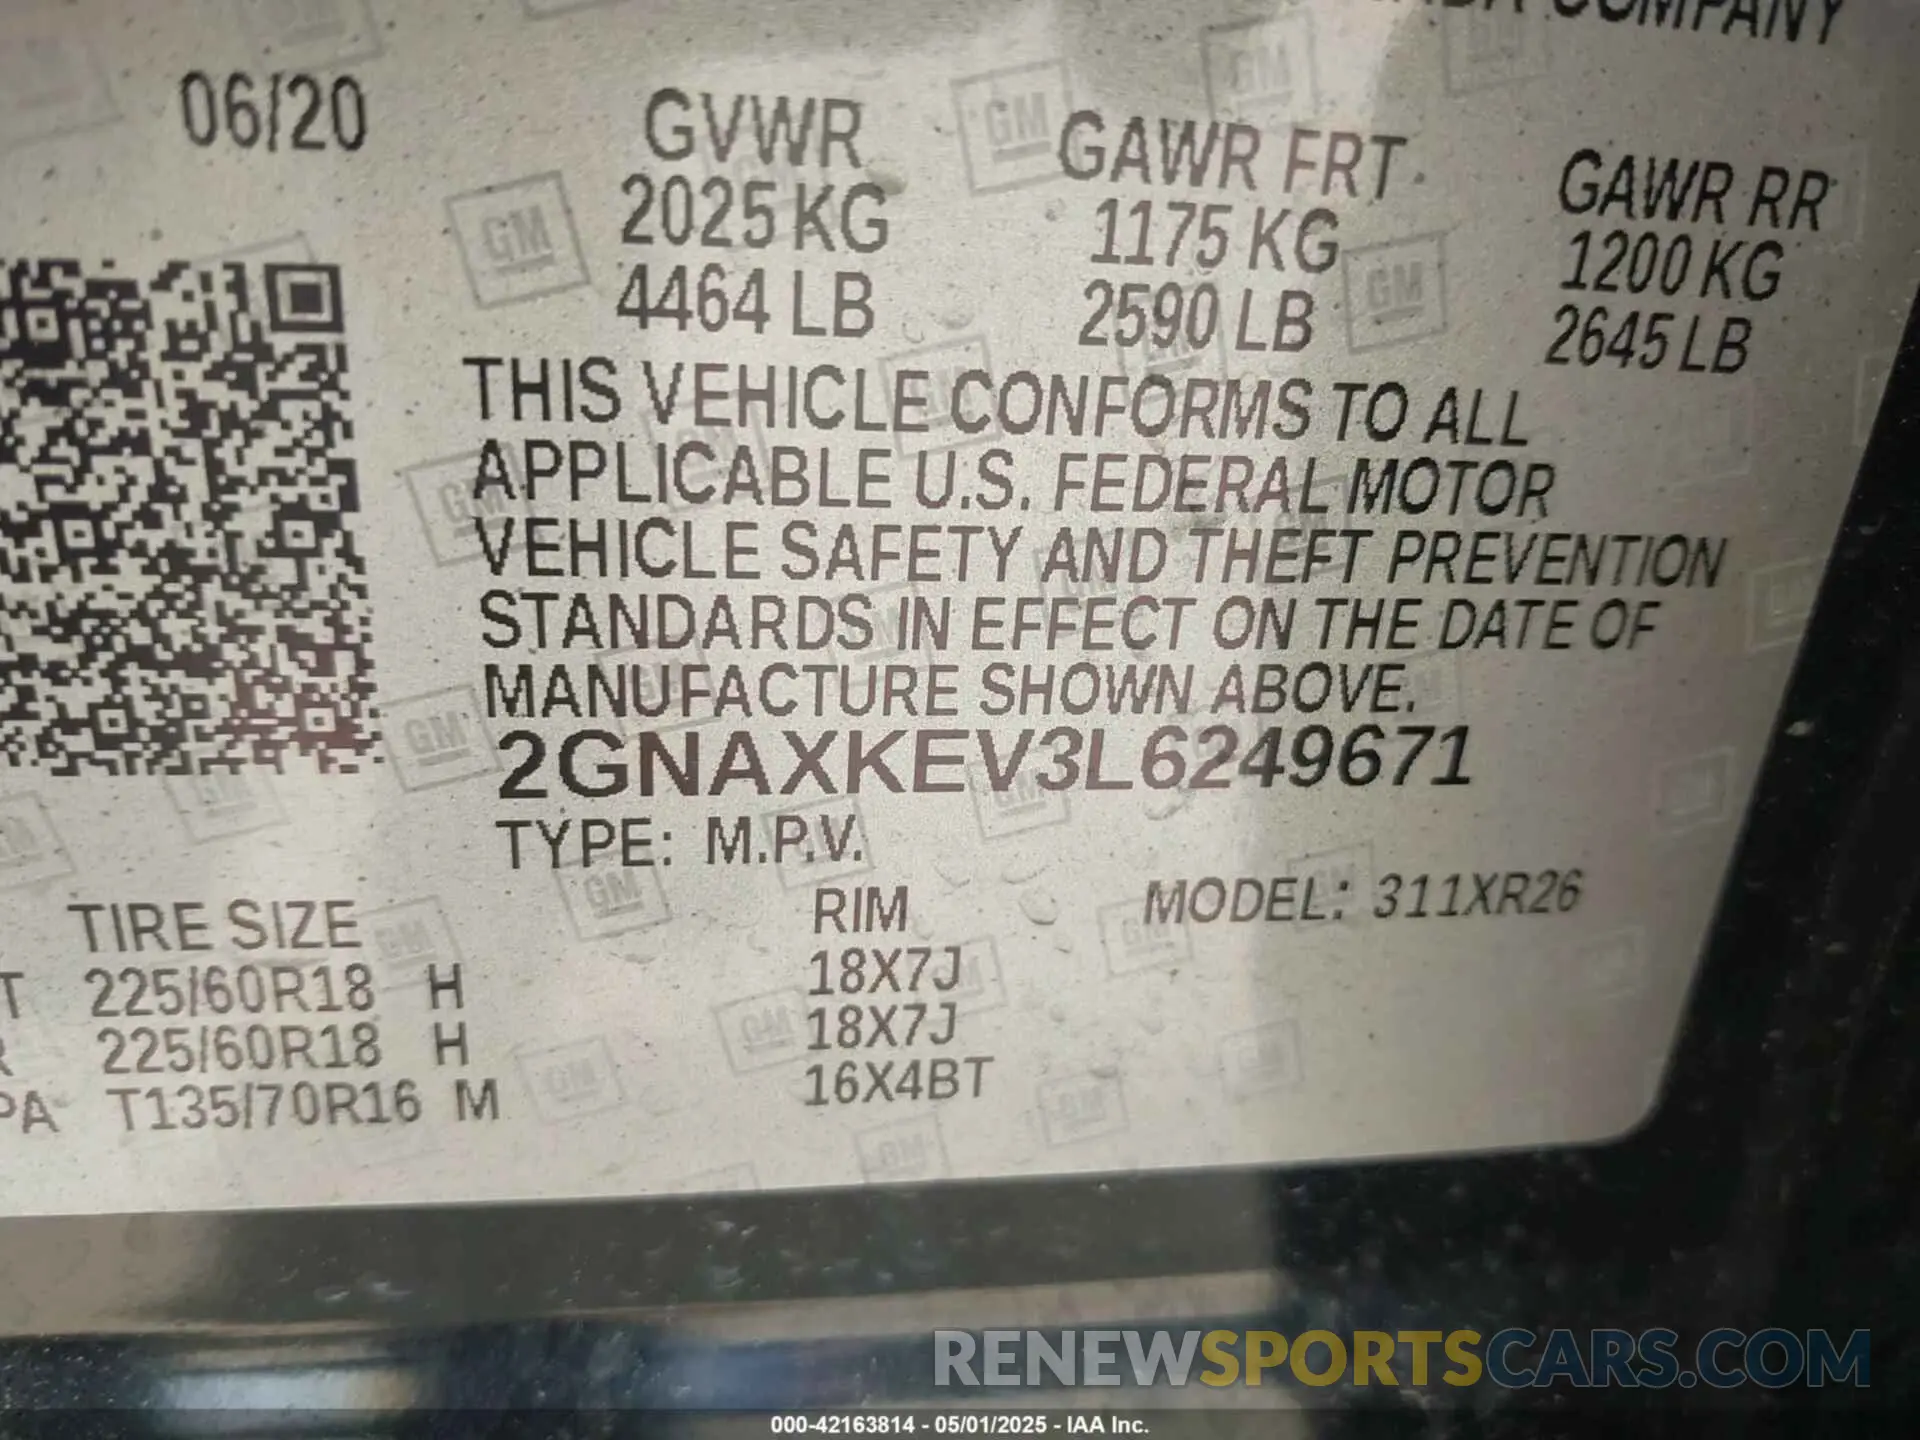 COMPANY
06/20
GVWR
2025 KG
4464 LB
GAWR FRT
1175 KG
2590 LB
GAWR RR
1200 KG
2645 LB
THIS VEHICLE CONFORMS TO ALL
APPLICABLE U.S. FEDERAL MOTOR
VEHICLE SAFETY AND THEFT PREVENTION
STANDARDS IN EFFECT ON THE DATE OF
MANUFACTURE SHOWN ABOVE.
2GNAXKEV3L6249671
TYPE: M.P.V.
MODEL: 311XR26
TIRE SIZE RIM
T 225/60R18 H 18X7J
R 225/60R18 H 18X7J
PA T135/70R16 M 16X4BT
GM
RENEWSPORTSCARS.COM
000-42163814 - 05/01/2025 - IAA Inc.